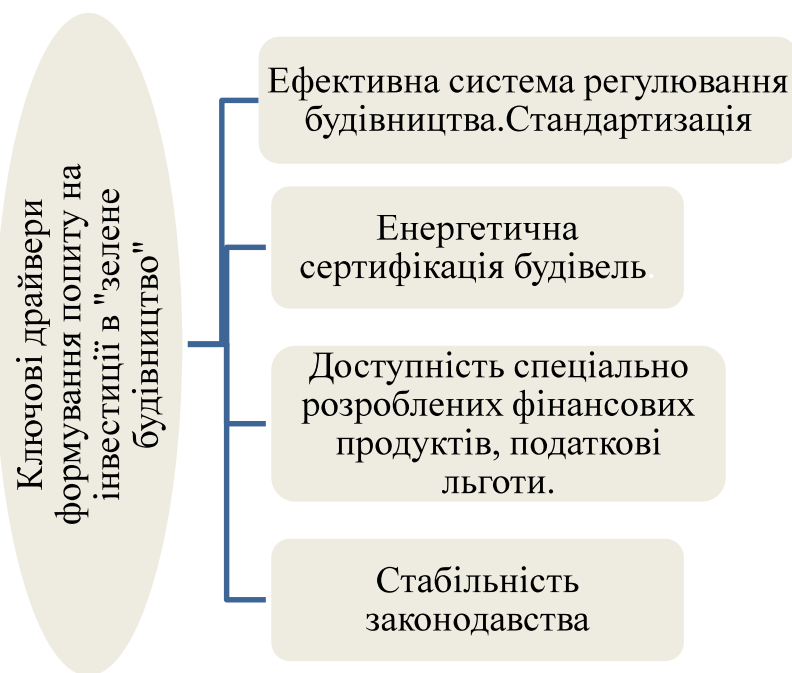 Ключові драйвери
формування попиту на
інвестиції в "зелене
будівництво"
Ефективна система регулювання
будівництва.Стандартизація
Енергетична
сертифікація будівель.
Доступність спеціально
розроблених фінансових
продуктів, податкові
льготи.
Стабільність
законодавства